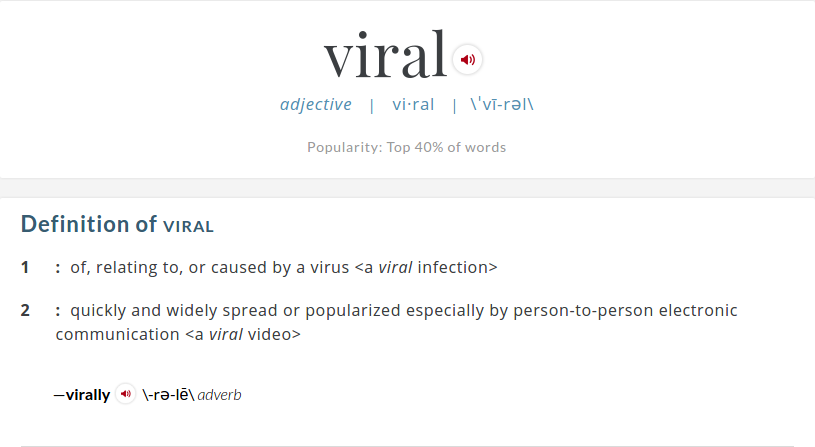 viral
adjective | vi·ral | \ˈvī-rəl\
Popularity: Top 40% of words
Definition of VIRAL
1 : of, relating to, or caused by a virus <a viral infection>
2 : quickly and widely spread or popularized especially by person-to-person electronic
communication <a viral video>
—virally \-rə-lē\ adverb